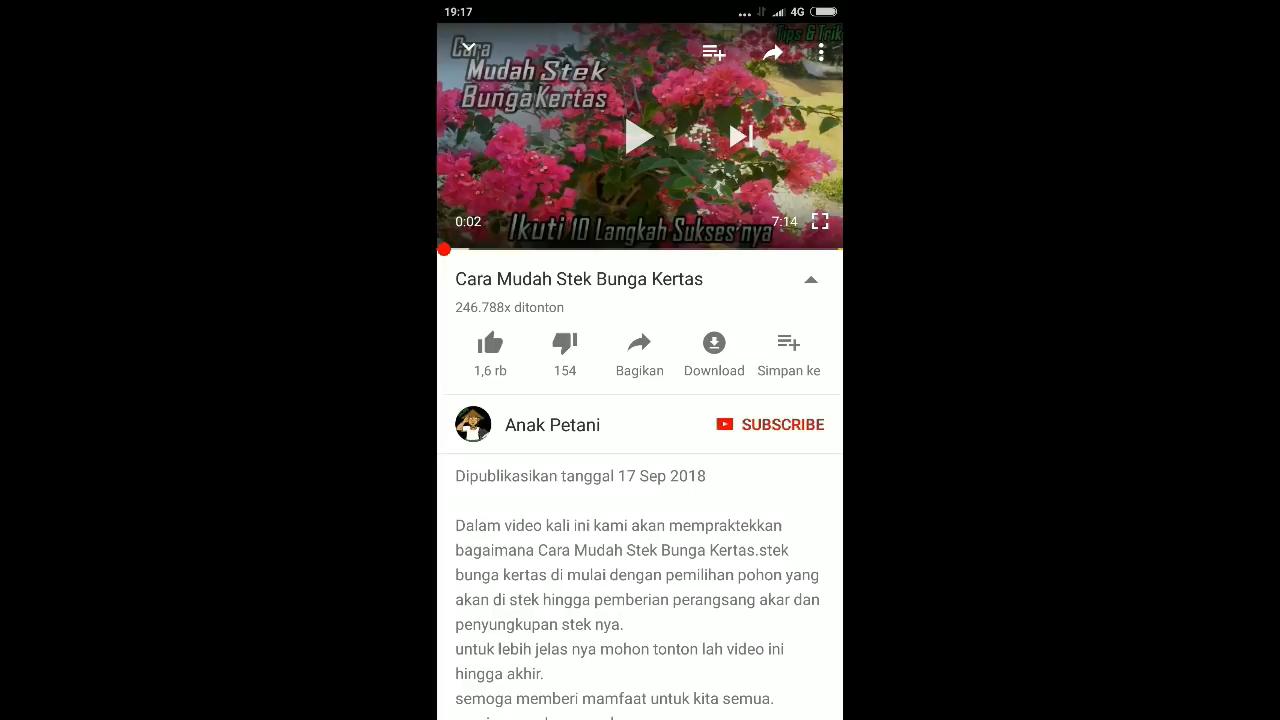 19:17
4G
Tips & Trik
Cara
Mudah Stek
Bunga Kertas
0:02
7:14
Ikuti 10 Langkah Sukses'nya
Cara Mudah Stek Bunga Kertas
246.788x ditonton
1,6 rb
154
Bagikan
Download
Simpan ke
Anak Petani
SUBSCRIBE
Dipublikasikan tanggal 17 Sep 2018
Dalam video kali ini kami akan mempraktekkan
bagaimana Cara Mudah Stek Bunga Kertas.stek
bunga kertas di mulai dengan pemilihan pohon yang
akan di stek hingga pemberian perangsang akar dan
penyungkupan stek nya.
untuk lebih jelas nya mohon tonton lah video ini
hingga akhir.
semoga memberi mamfaat untuk kita semua.